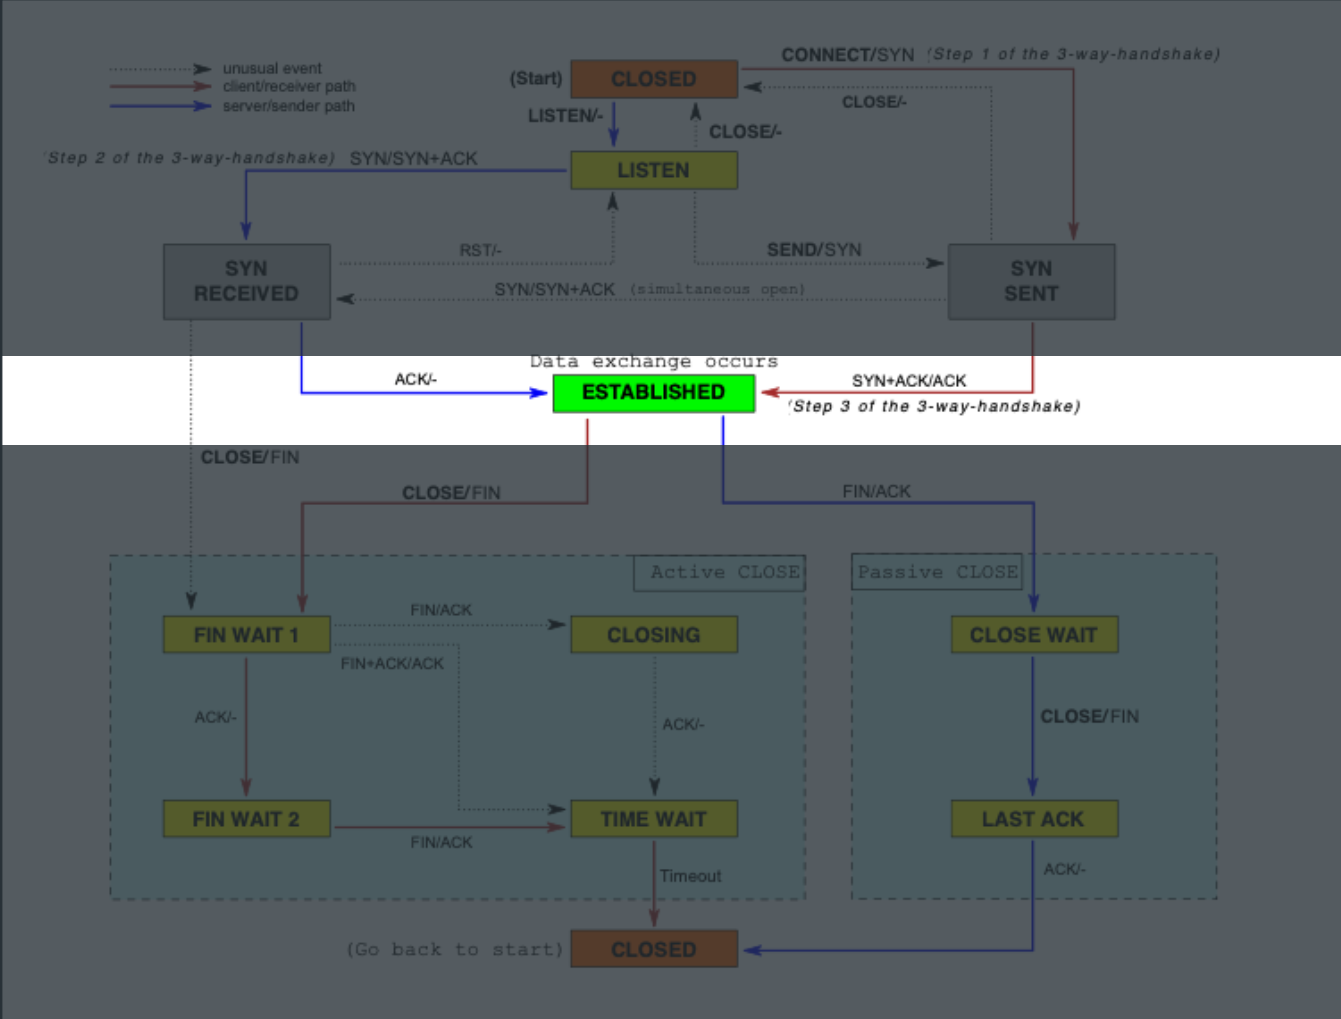 CONNECT/SYN (Step 1 of the 3-way-handshake)
unusual event
client/receiver path
server/sender path
(Start)
CLOSED
CLOSE/-
LISTEN/-
CLOSE/-
(Step 2 of the 3-way-handshake) SYN/SYN+ACK
LISTEN
RST/-
SEND/SYN
SYN
RECEIVED
SYN
SENT
SYN/SYN+ACK (simultaneous open)
Data exchange occurs
ACK/-
ESTABLISHED
SYN+ACK/ACK
(Step 3 of the 3-way-handshake)
CLOSE/FIN
CLOSE/FIN
FIN/ACK
Active CLOSE
Passive CLOSE
FIN/ACK
FIN WAIT 1
CLOSING
CLOSE WAIT
FIN+ACK/ACK
ACK/-
ACK/-
CLOSE/FIN
FIN WAIT 2
TIME WAIT
LAST ACK
FIN/ACK
Timeout
ACK/-
(Go back to start)
CLOSED